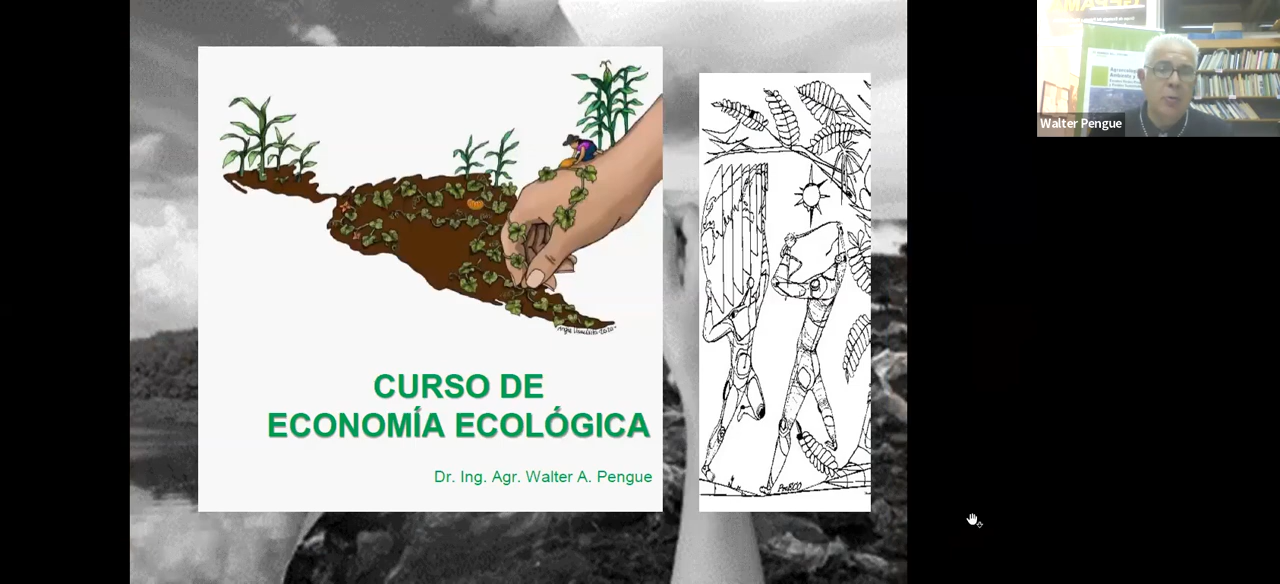 CURSO DE
ECONOMÍA ECOLÓGICA
Dr. Ing. Agr. Walter A. Pengue
Walter Pengue